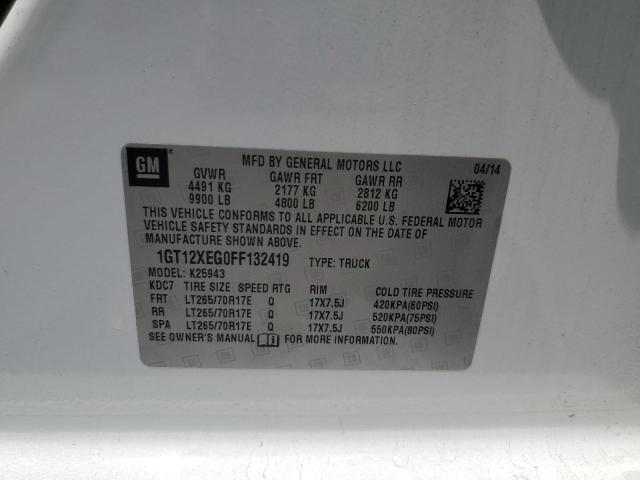 GM
MFD BY GENERAL MOTORS LLC 04/14
GVWR GAWR FRT GAWR RR
4491 KG 2177 KG 2812 KG
9900 LB 4800 LB 6200 LB
THIS VEHICLE CONFORMS TO ALL APPLICABLE U.S. FEDERAL MOTOR
VEHICLE SAFETY STANDARDS IN EFFECT ON THE DATE OF
MANUFACTURE SHOWN ABOVE.
1GT12XEG0FF132419 TYPE: TRUCK
MODEL: K25943
KDC7 TIRE SIZE SPEED RTG RIM COLD TIRE PRESSURE
FRT LT265/70R17E Q 17X7.5J 420KPA(60PSI)
RR LT265/70R17E Q 17X7.5J 520KPA(75PSI)
SPA LT265/70R17E Q 17X7.5J 550KPA(80PSI)
SEE OWNER'S MANUAL FOR MORE INFORMATION.